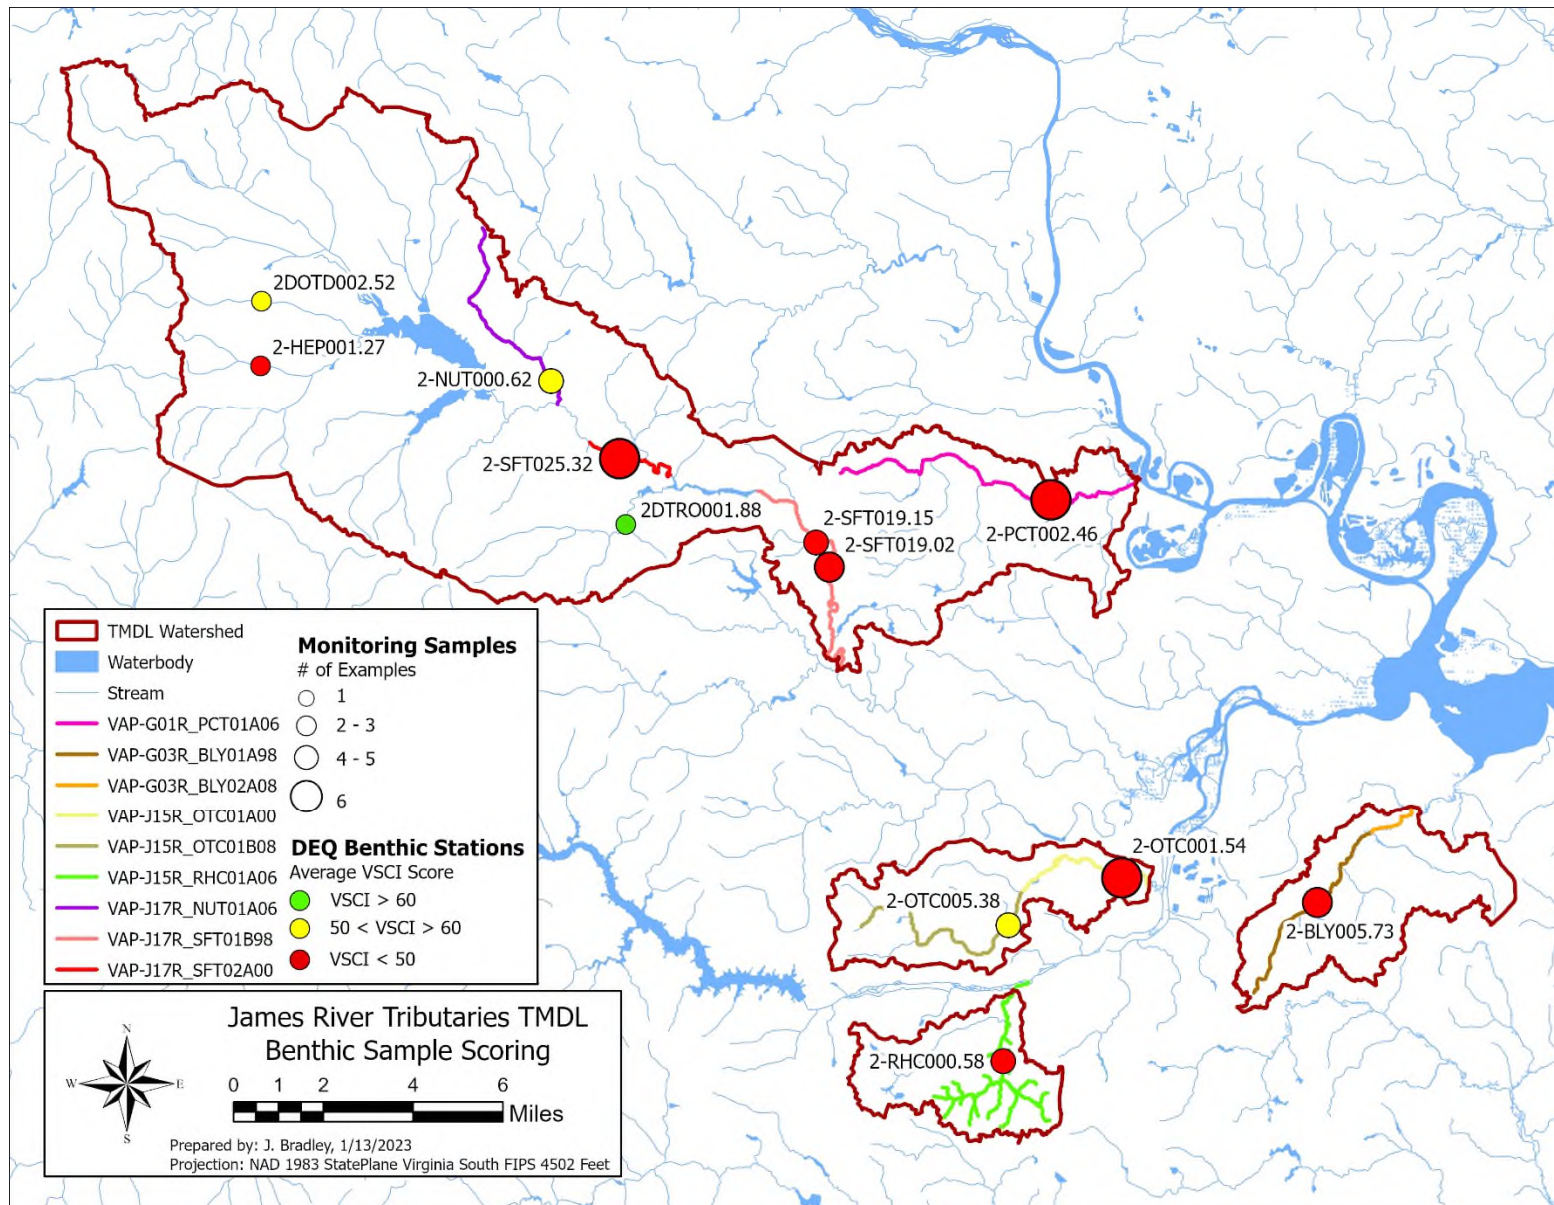 2DOTD002.52
2-HEP001.27
2-NUT000.62
2-SFT025.32
2DTRO001.88
2-SFT019.15
2-SFT019.02
2-PCT002.46
2-OTC001.54
2-OTC005.38
2-BLY005.73
2-RHC000.58
TMDL Watershed
Waterbody
Stream
VAP-G01R_PCT01A06
VAP-G03R_BLY01A98
VAP-G03R_BLY02A08
VAP-J15R_OTC01A00
VAP-J15R_OTC01B08
VAP-J15R_RHC01A06
VAP-J17R_NUT01A06
VAP-J17R_SFT01B98
VAP-J17R_SFT02A00
Monitoring Samples
# of Examples
1
2 - 3
4 - 5
6
DEQ Benthic Stations
Average VSCI Score
VSCI > 60
50 < VSCI > 60
VSCI < 50
James River Tributaries TMDL
Benthic Sample Scoring
N
W E
S
0 1 2 4 6
Miles
Prepared by: J. Bradley, 1/13/2023
Projection: NAD 1983 StatePlane Virginia South FIPS 4502 Feet